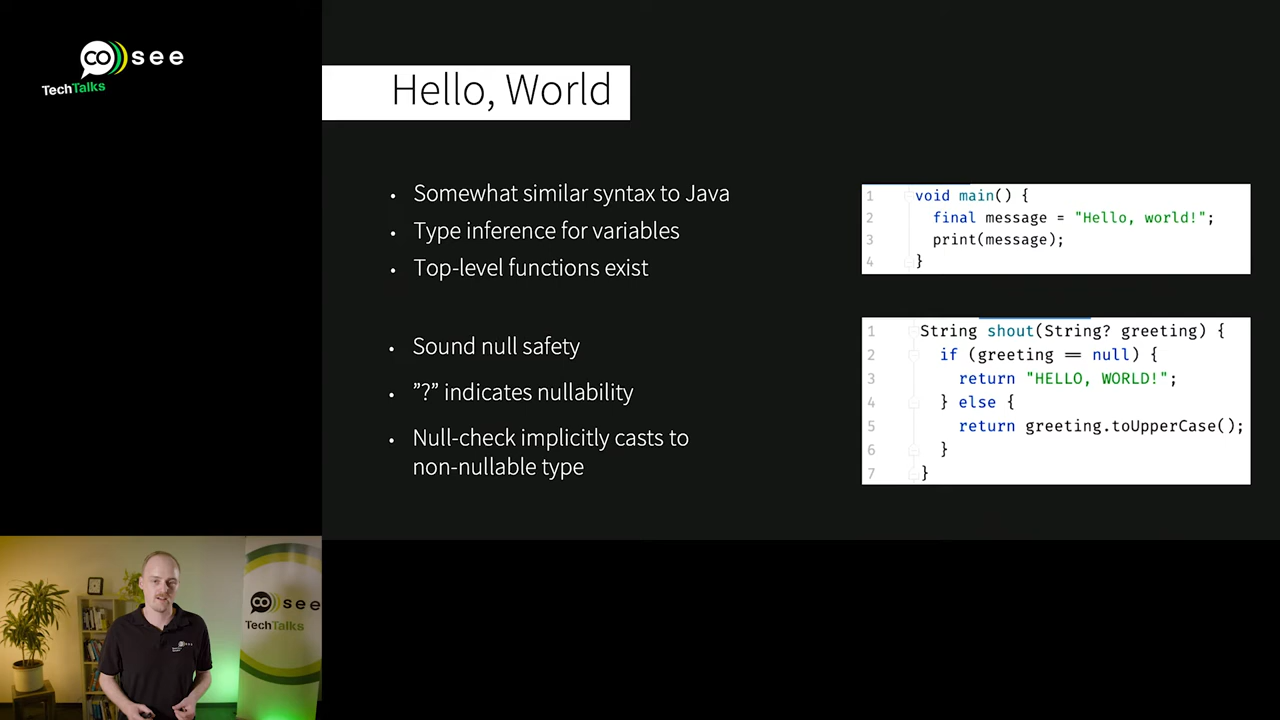 co see
TechTalks
Hello, World
• Somewhat similar syntax to Java
• Type inference for variables
• Top-level functions exist
• Sound null safety
• ”?” indicates nullability
• Null-check implicitly casts to
non-nullable type
1 void main() {
2 final message = "Hello, world!";
3 print(message);
4 }
1 String shout(String? greeting) {
2 if (greeting == null) {
3 return "HELLO, WORLD!";
4 } else {
5 return greeting.toUpperCase();
6 }
7 }
co see
TechTalks